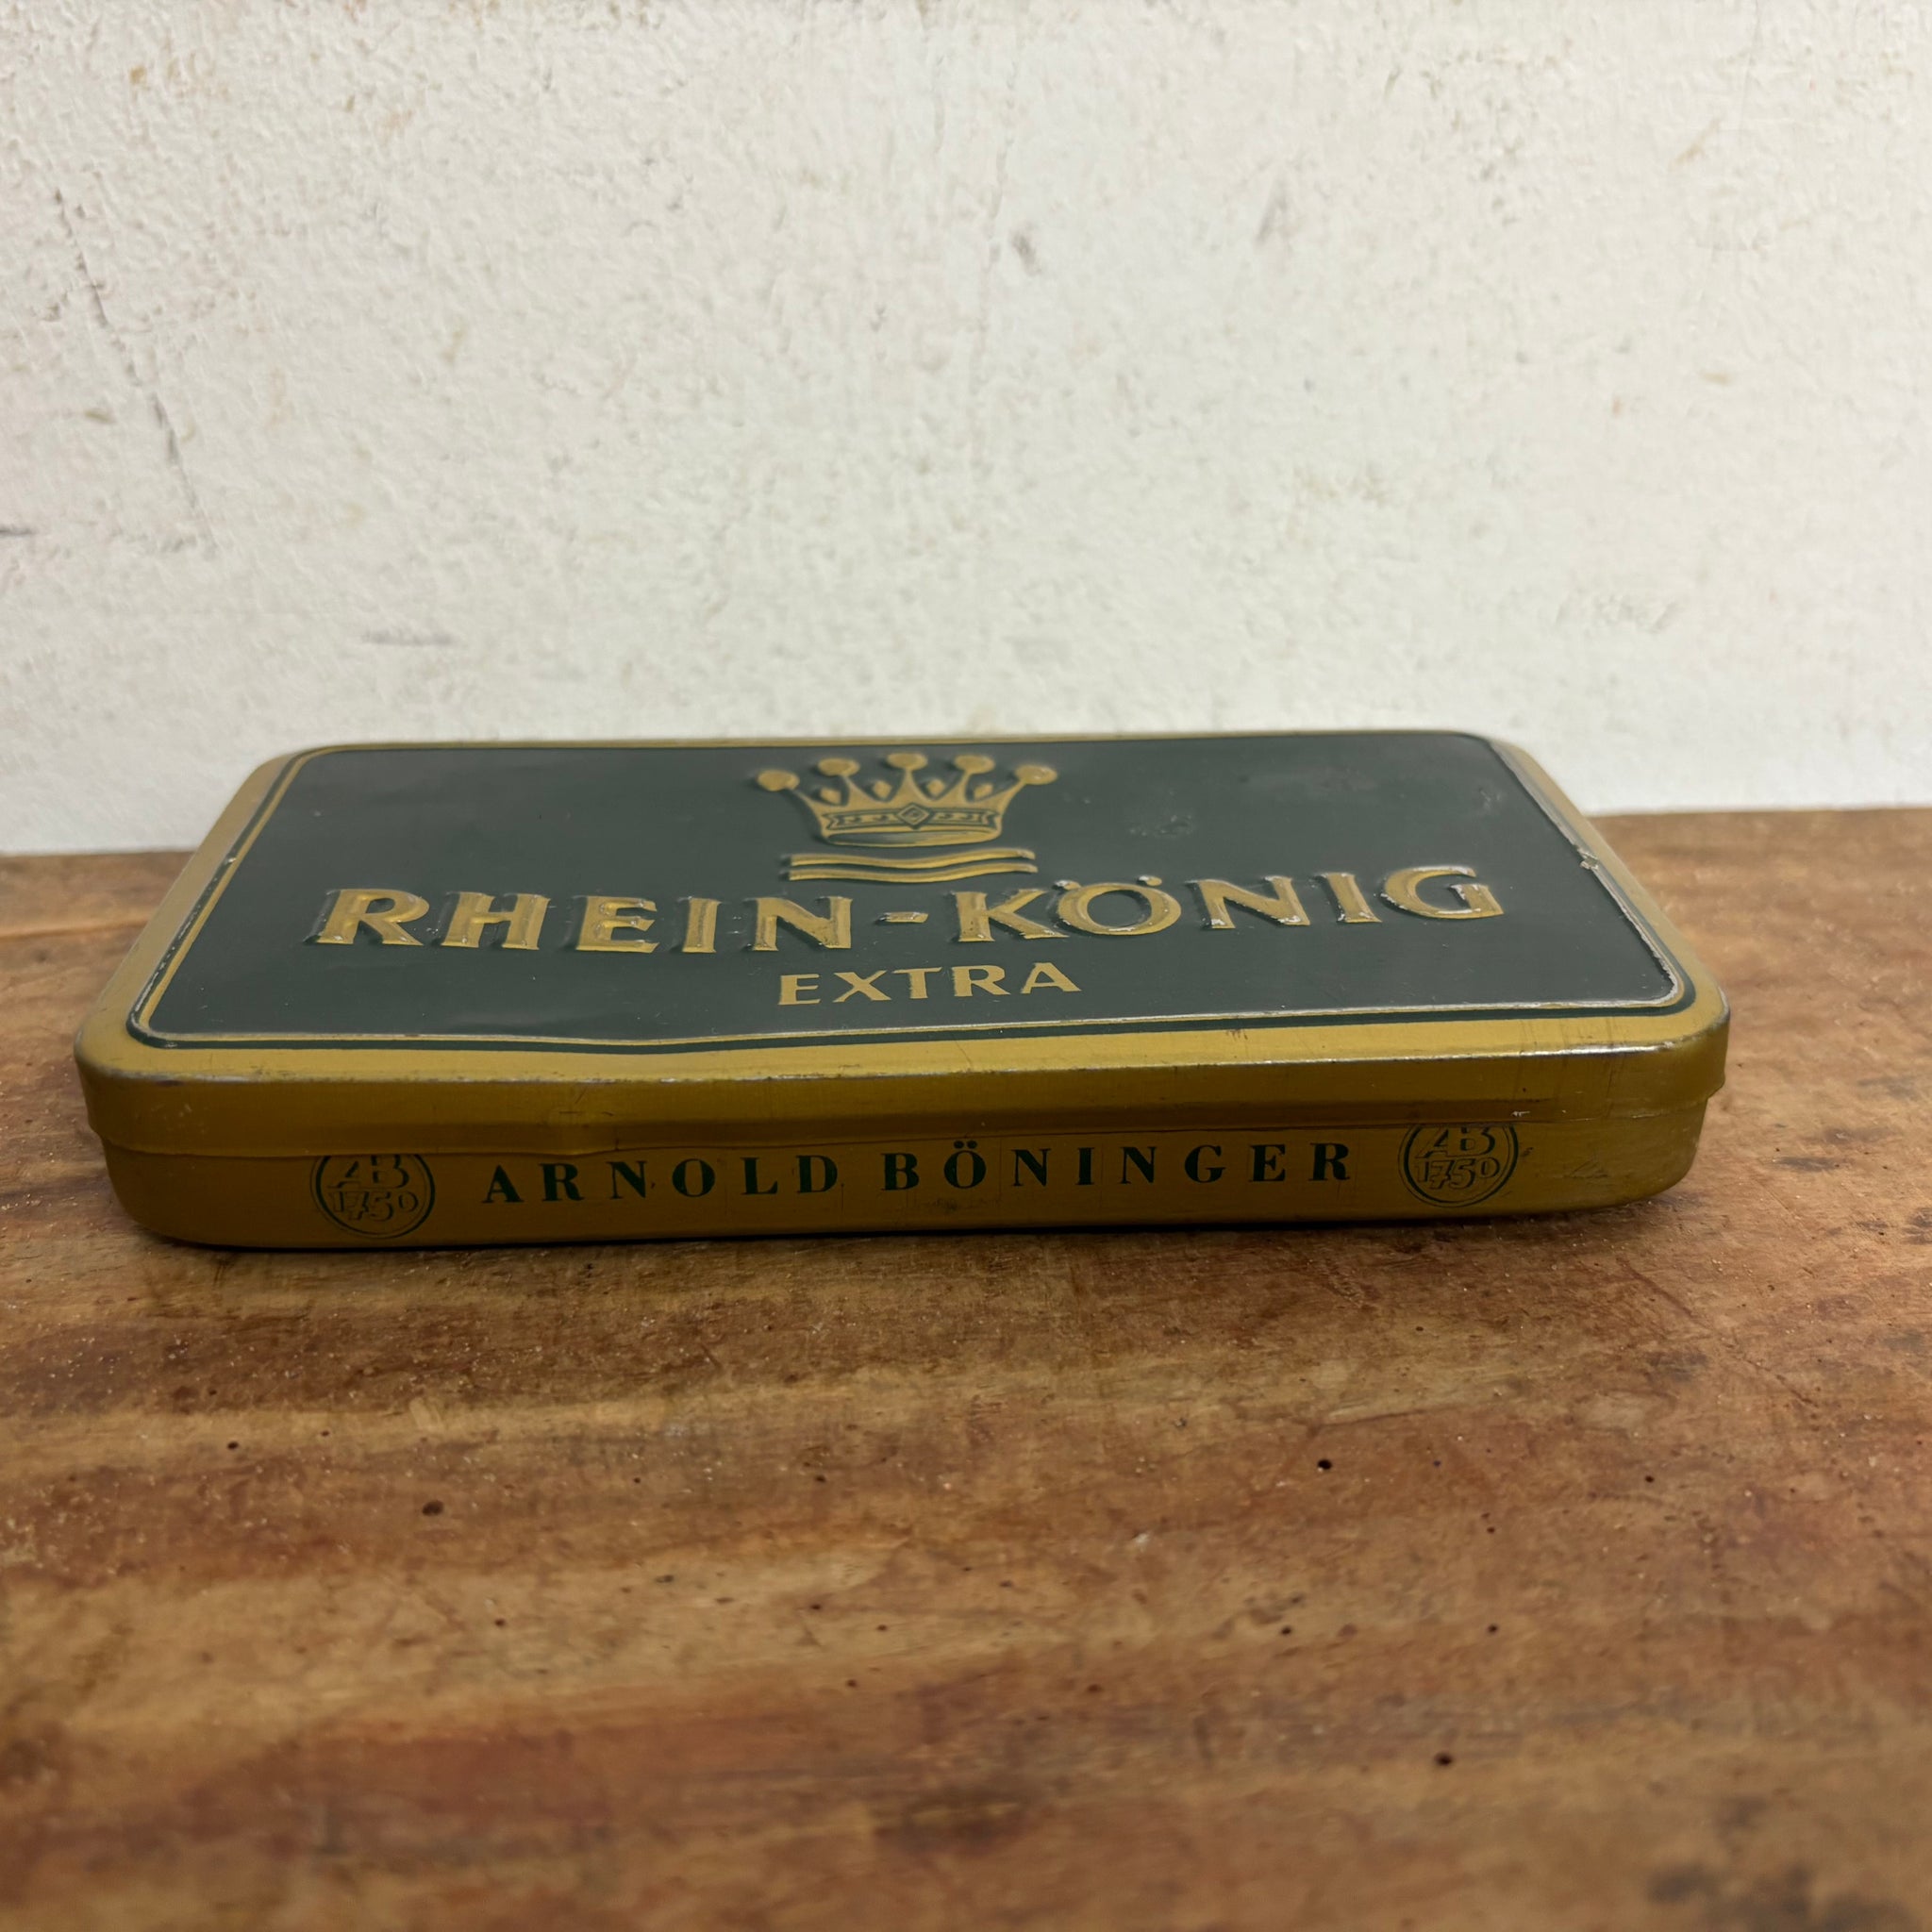 RHEIN-KÖNIG
EXTRA
AB 1750 ARNOLD BÖNINGER AB 1750